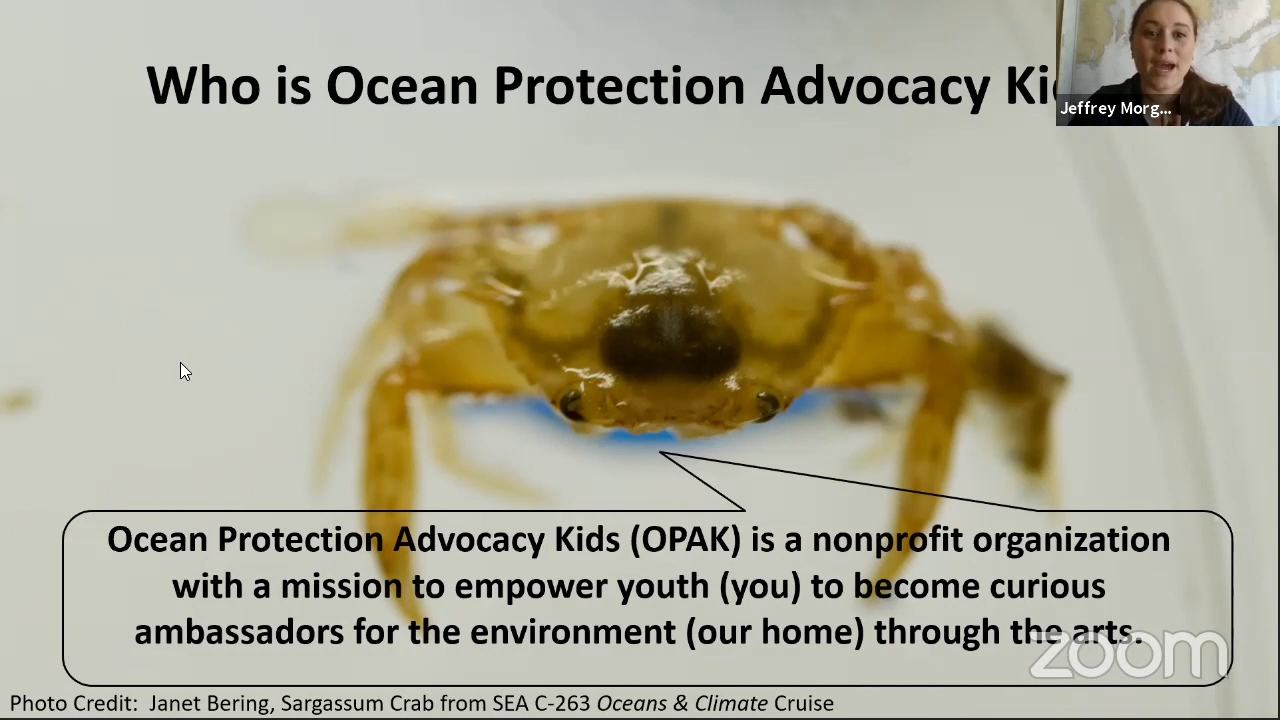 Who is Ocean Protection Advocacy
Jeffrey Morg...
Ocean Protection Advocacy Kids (OPAK) is a nonprofit organization
with a mission to empower youth (you) to become curious
ambassadors for the environment (our home) through the arts.
zoom
Photo Credit: Janet Bering, Sargassum Crab from SEA C-263 Oceans & Climate Cruise